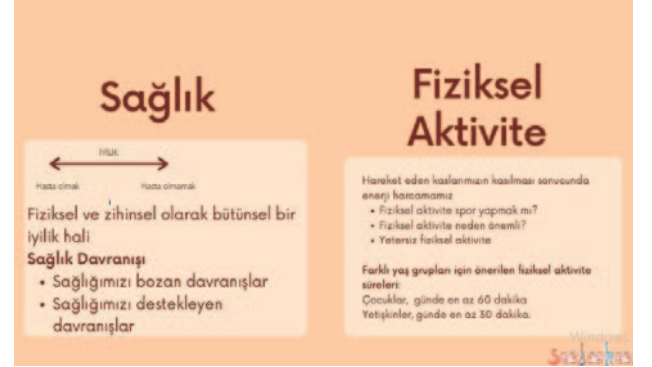 Sağlık
İYİLİK
Hasta olmak Hasta olmamak
Fiziksel ve zihinsel olarak bütünsel bir
iyilik hali
Sağlık Davranışı
• Sağlığımızı bozan davranışlar
• Sağlığımızı destekleyen
davranışlar
Fiziksel
Aktivite
Hareket eden kaslarımızın kasılması sonucunda
enerji harcamamız
• Fiziksel aktivite spor yapmak mı?
• Fiziksel aktivite neden önemli?
• Yetersiz fiziksel aktivite
Farklı yaş grupları için önerilen fiziksel aktivite
süreleri:
Çocuklar, günde en az 60 dakika
Yetişkinler, günde en az 30 dakika.
Windows